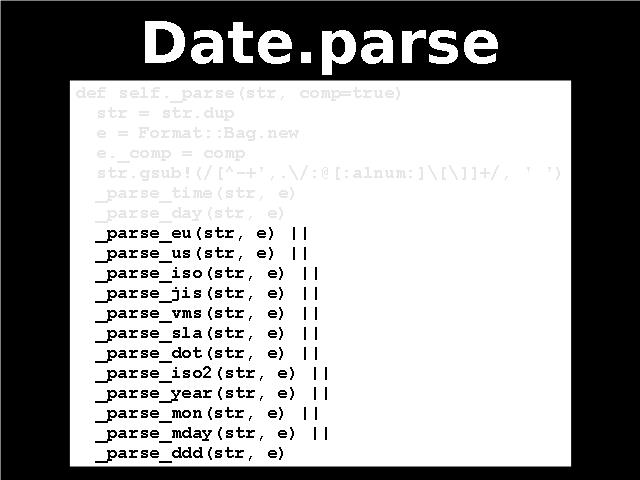 Date.parse
def self._parse(str, comp=true)
str = str.dup
e = Format::Bag.new
e._comp = comp
str.gsub!(/[^-+',.\/:@[:alnum:]\[\]]+/, ' ')
_parse_time(str, e)
_parse_day(str, e)
_parse_eu(str, e) ||
_parse_us(str, e) ||
_parse_iso(str, e) ||
_parse_jis(str, e) ||
_parse_vms(str, e) ||
_parse_sla(str, e) ||
_parse_dot(str, e) ||
_parse_iso2(str, e) ||
_parse_year(str, e) ||
_parse_mon(str, e) ||
_parse_mday(str, e) ||
_parse_ddd(str, e)